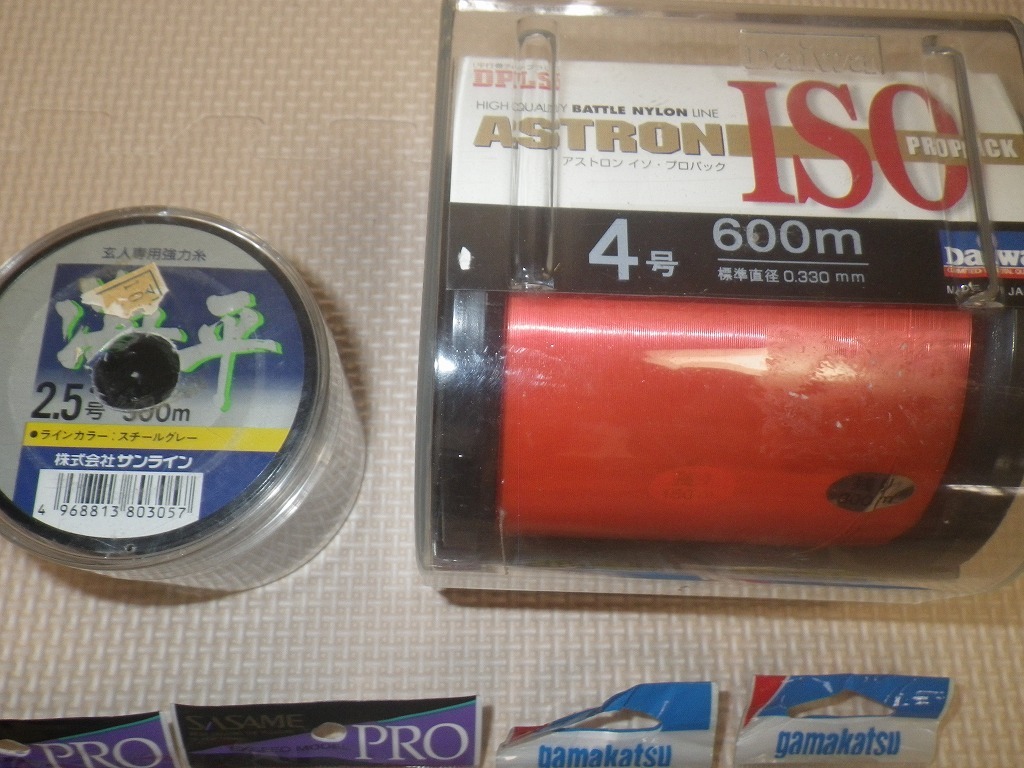 玄人専用強力糸
平
2.5号 500m
●ラインカラー:スチールグレー
株式会社サンライン
4 968813 803057
Daiwa
DPLS
HIGH QUALITY BATTLE NYLON LINE
ASTRON ISO PROPACK
アストロン イソ・プロパック
4号 600m
標準直径 0.330 mm
Daiwa
PRO
SASAME
PRO
gamakatsu
gamakatsu